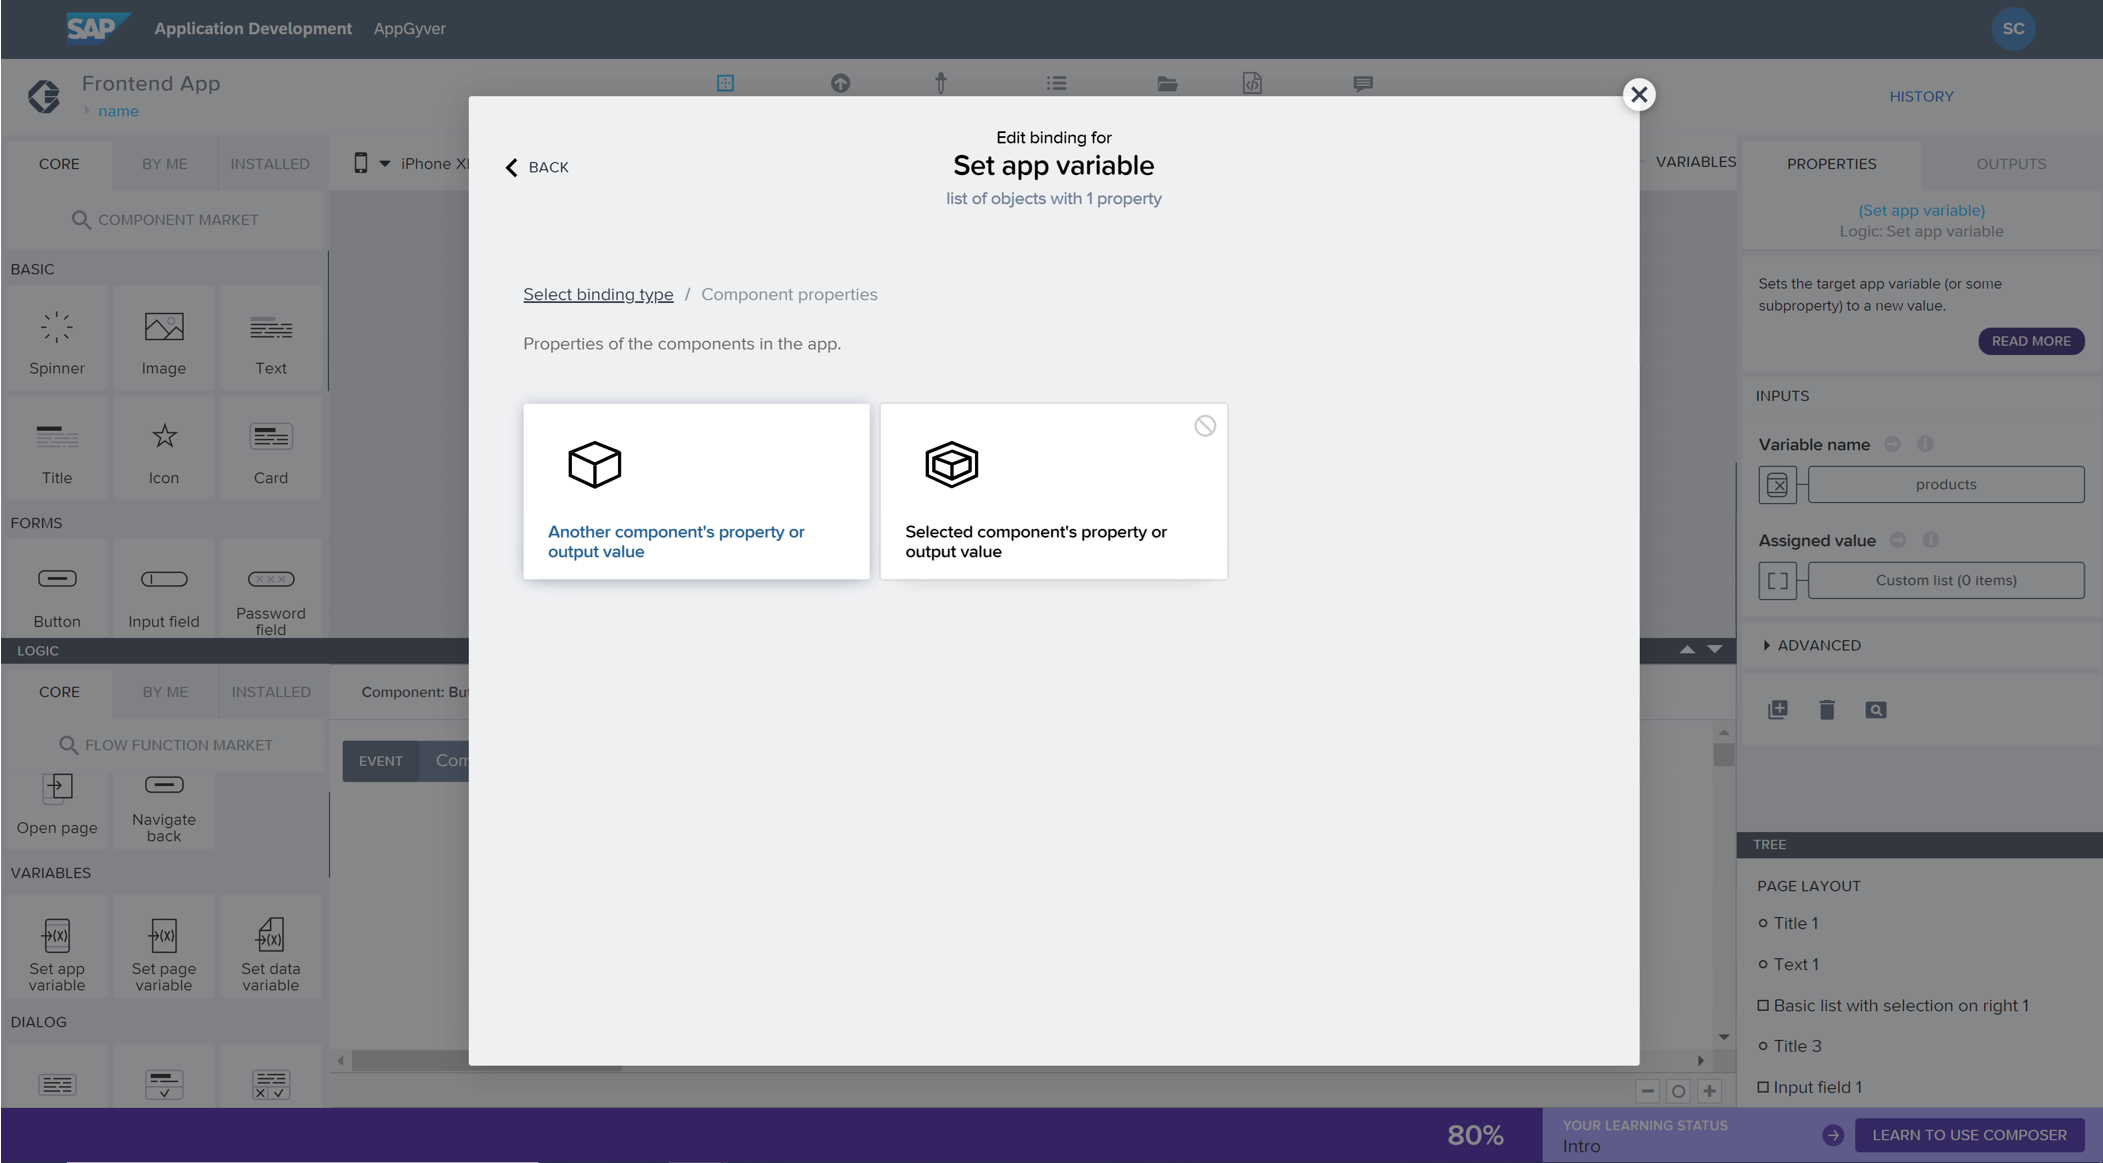 SAP Application Development AppGyver SC
Frontend App
name
HISTORY
CORE BY ME INSTALLED
iPhone X
VARIABLES
PROPERTIES OUTPUTS
COMPONENT MARKET
BASIC
Spinner Image Text
Title Icon Card
FORMS
Button Input field Password
field
LOGIC
CORE BY ME INSTALLED
Component: Bu
FLOW FUNCTION MARKET
EVENT Com
Open page Navigate
back
VARIABLES
Set app
variable
Set page
variable
Set data
variable
DIALOG
BACK
Edit binding for
Set app variable
list of objects with 1 property
Select binding type / Component properties
Properties of the components in the app.
Another component's property or
output value
Selected component's property or
output value
(Set app variable)
Logic: Set app variable
Sets the target app variable (or some
subproperty) to a new value.
READ MORE
INPUTS
Variable name
products
Assigned value
Custom list (0 items)
ADVANCED
TREE
PAGE LAYOUT
Title 1
Text 1
Basic list with selection on right 1
Title 3
Input field 1
80%
YOUR LEARNING STATUS
Intro
LEARN TO USE COMPOSER